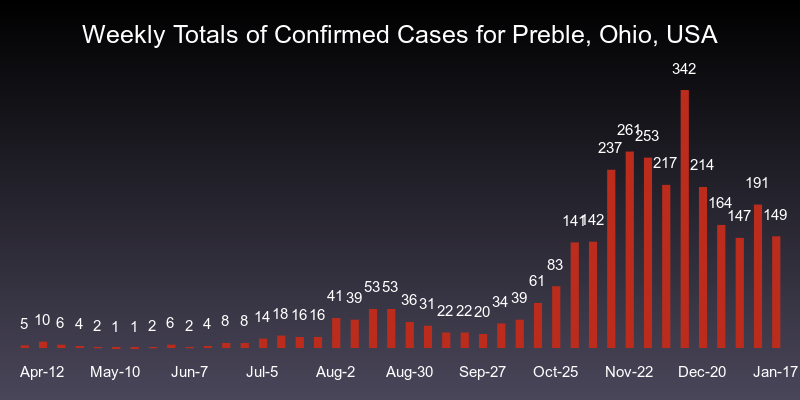 Weekly Totals of Confirmed Cases for Preble, Ohio, USA
5 10 6 4 2 1 1 2 6 2 4 8 8 14 18 16 16 41 39 53 53 36 31 22 22 20 34 39 61 83 141 142 237 261 253 217 342 214 164 147 191 149
Apr-12 May-10 Jun-7 Jul-5 Aug-2 Aug-30 Sep-27 Oct-25 Nov-22 Dec-20 Jan-17